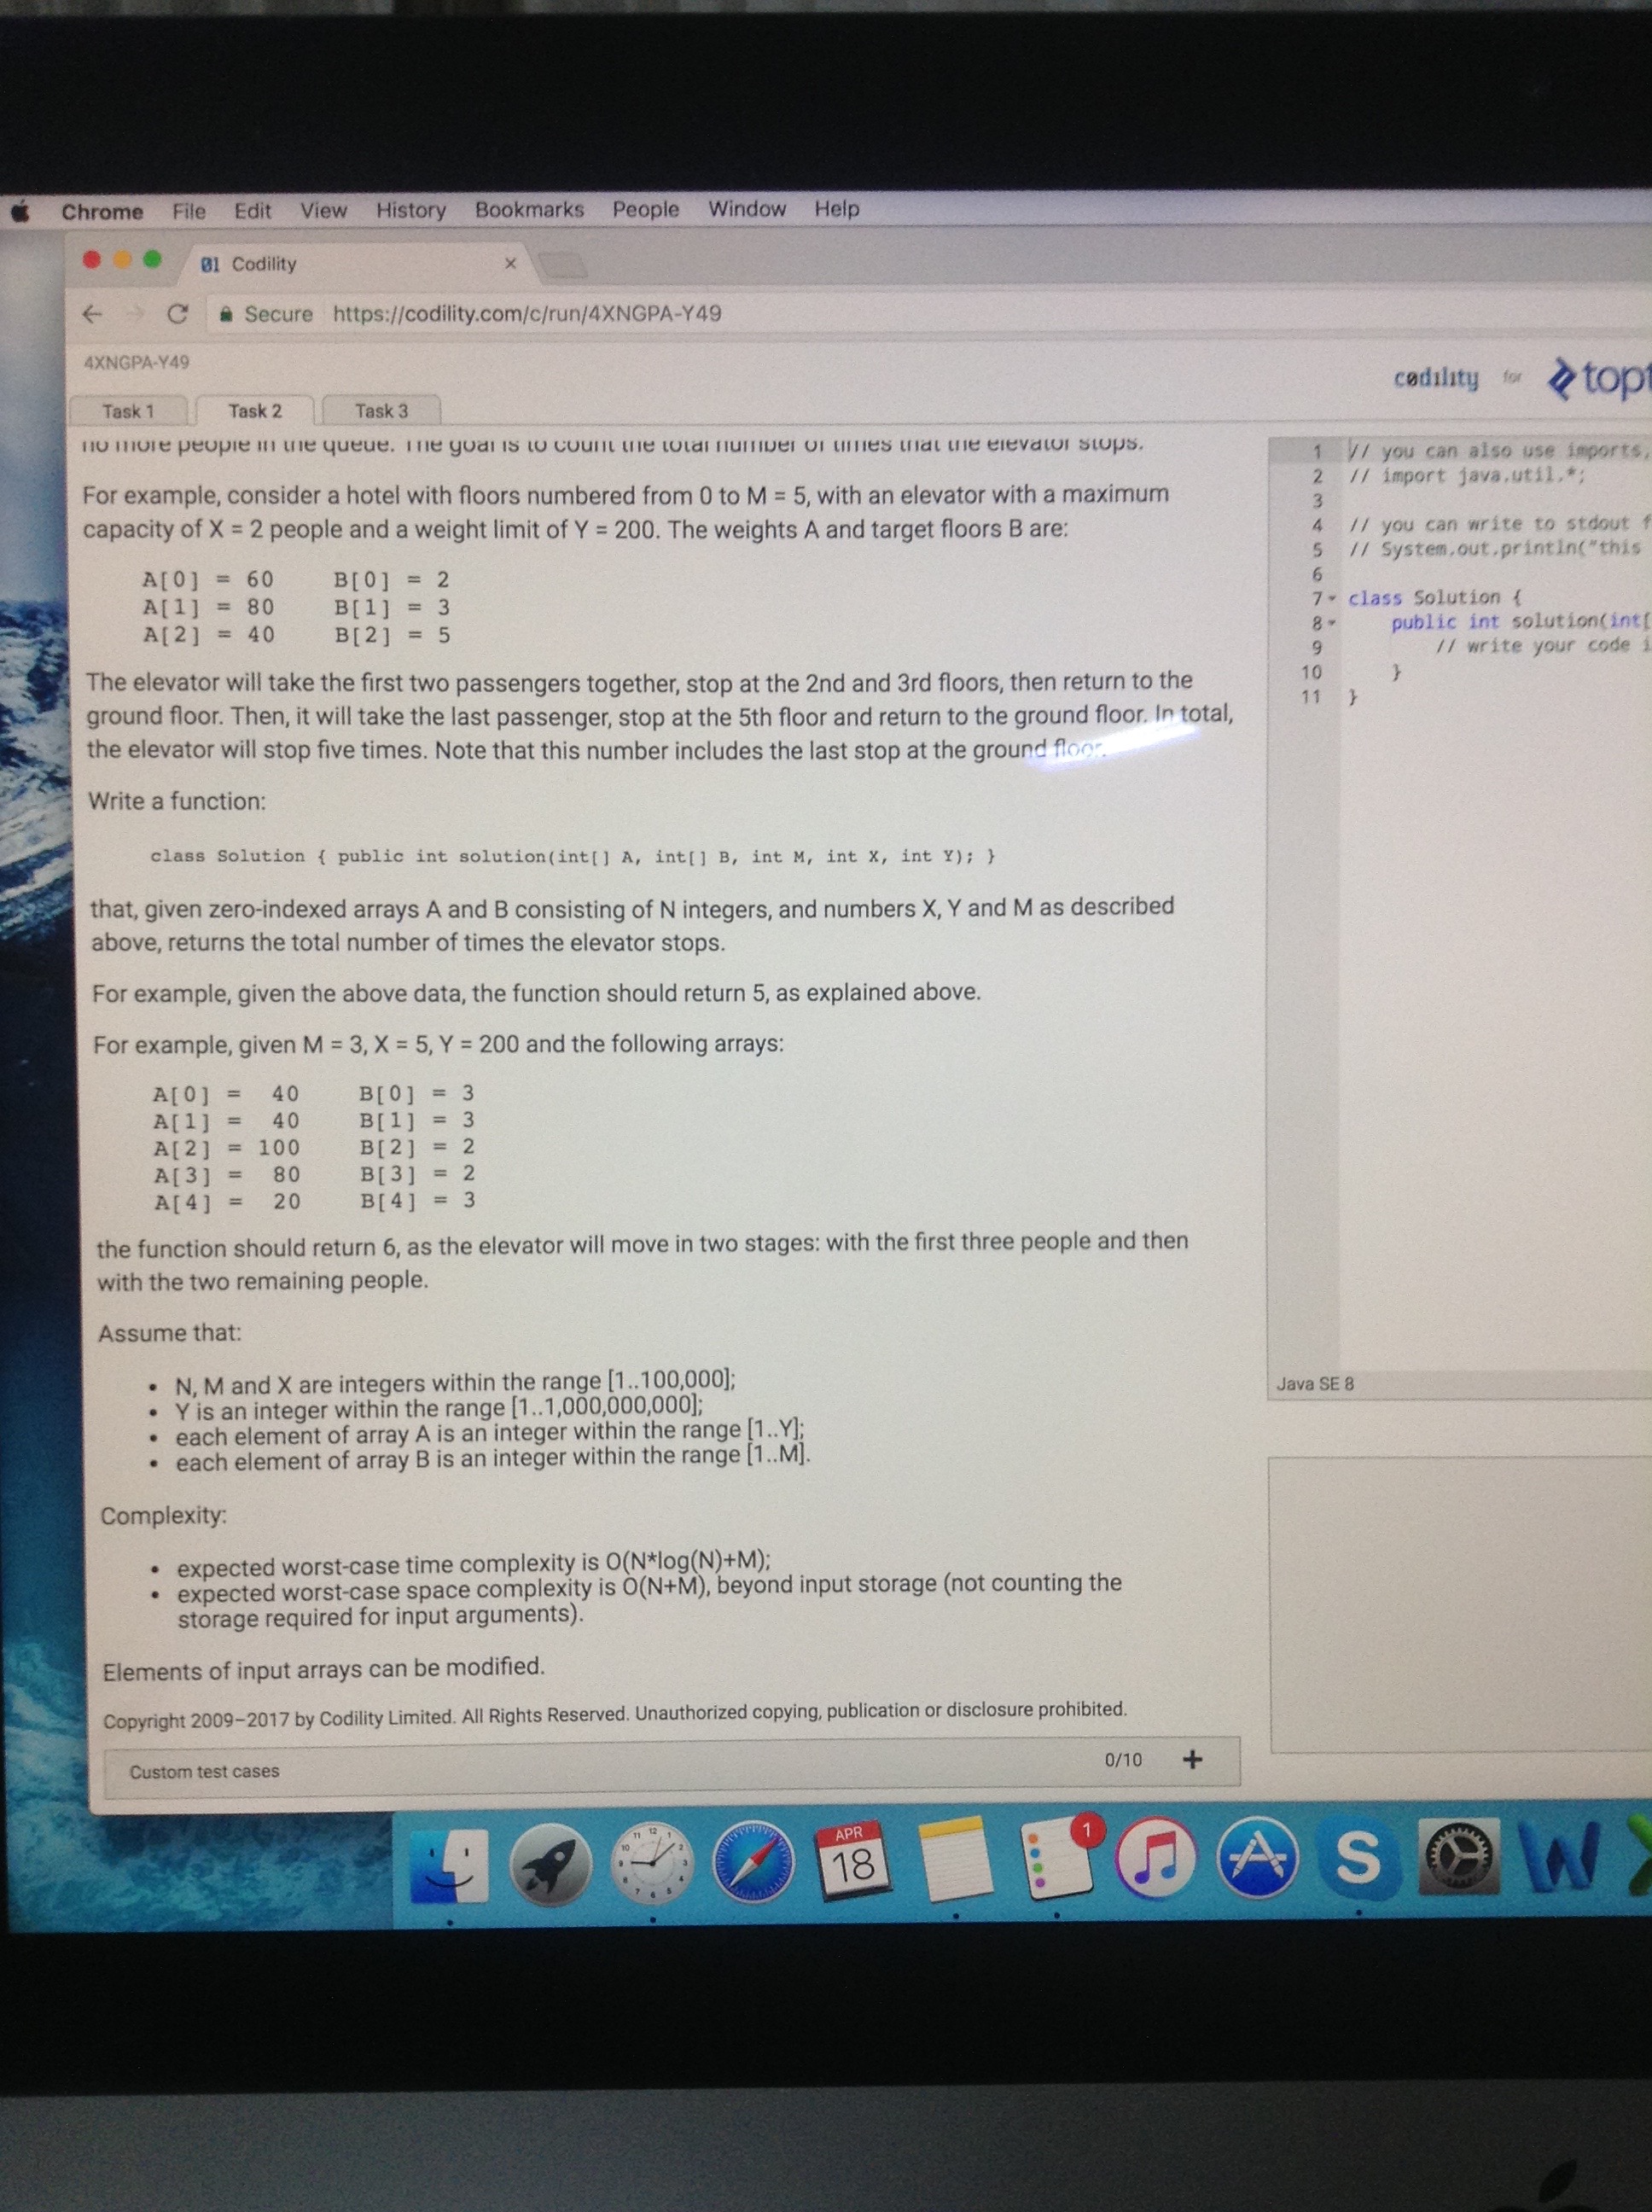 Chrome File Edit View History Bookmarks People Window Help
01 Codility ×
Secure https://codility.com/c/run/4XNGPA-Y49
4XNGPA-Y49
codility for topt
Task 1 Task 2 Task 3
no more people in the queue. The goal is to count the total number of times that the elevator stops.
For example, consider a hotel with floors numbered from 0 to M = 5, with an elevator with a maximum
capacity of X = 2 people and a weight limit of Y = 200. The weights A and target floors B are:
A[0] = 60 B[0] = 2
A[1] = 80 B[1] = 3
A[2] = 40 B[2] = 5
The elevator will take the first two passengers together, stop at the 2nd and 3rd floors, then return to the
ground floor. Then, it will take the last passenger, stop at the 5th floor and return to the ground floor. In total,
the elevator will stop five times. Note that this number includes the last stop at the ground floor.
Write a function:
class Solution { public int solution(int[] A, int[] B, int M, int X, int Y); }
that, given zero-indexed arrays A and B consisting of N integers, and numbers X, Y and M as described
above, returns the total number of times the elevator stops.
For example, given the above data, the function should return 5, as explained above.
For example, given M = 3, X = 5, Y = 200 and the following arrays:
A[0] = 40 B[0] = 3
A[1] = 40 B[1] = 3
A[2] = 100 B[2] = 2
A[3] = 80 B[3] = 2
A[4] = 20 B[4] = 3
the function should return 6, as the elevator will move in two stages: with the first three people and then
with the two remaining people.
Assume that:
• N, M and X are integers within the range [1..100,000];
• Y is an integer within the range [1..1,000,000,000];
• each element of array A is an integer within the range [1..Y];
• each element of array B is an integer within the range [1..M].
Complexity:
• expected worst-case time complexity is O(N*log(N)+M);
• expected worst-case space complexity is O(N+M), beyond input storage (not counting the
storage required for input arguments).
Elements of input arrays can be modified.
Copyright 2009–2017 by Codility Limited. All Rights Reserved. Unauthorized copying, publication or disclosure prohibited.
Custom test cases 0/10 +
1 // you can also use imports,
2 // import java.util.*;
3
4 // you can write to stdout f
5 // System.out.println("this
6
7 class Solution {
8 public int solution(int[
9 // write your code i
10 }
11 }
Java SE 8
APR
18
1
S
W